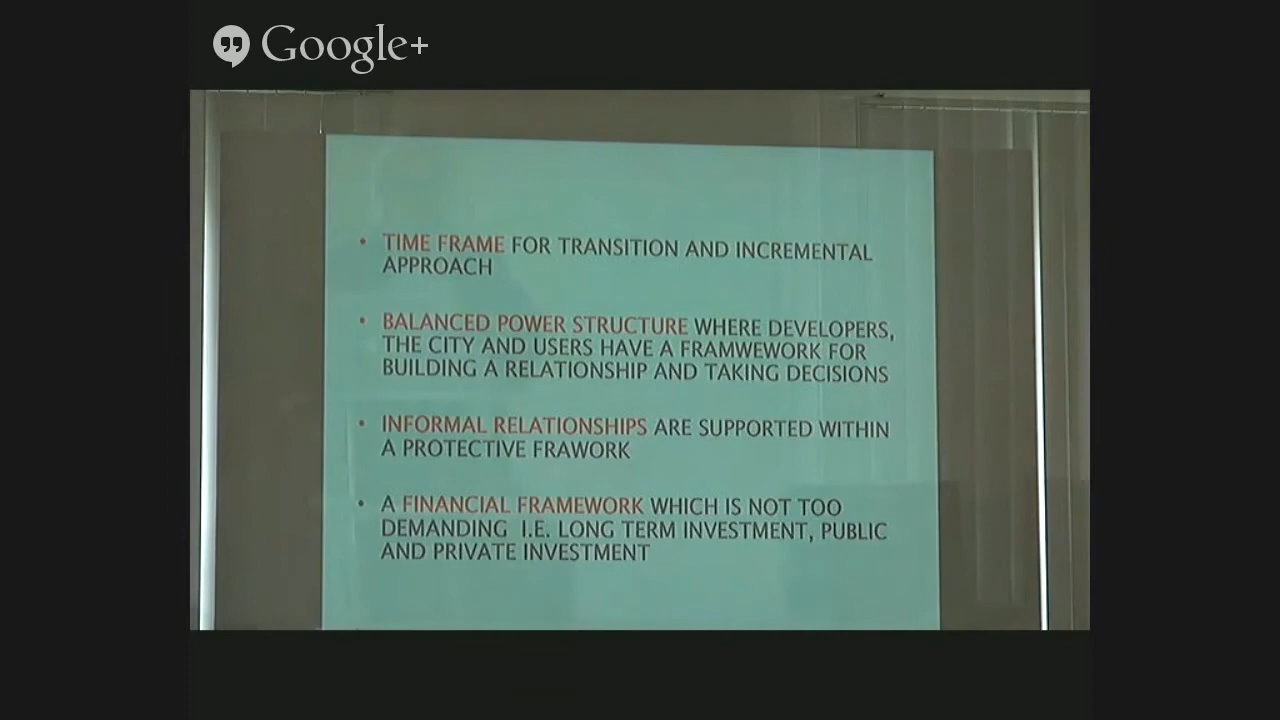 Google+
• TIME FRAME FOR TRANSITION AND INCREMENTAL
APPROACH
• BALANCED POWER STRUCTURE WHERE DEVELOPERS,
THE CITY AND USERS HAVE A FRAMWEWORK FOR
BUILDING A RELATIONSHIP AND TAKING DECISIONS
• INFORMAL RELATIONSHIPS ARE SUPPORTED WITHIN
A PROTECTIVE FRAWORK
• A FINANCIAL FRAMEWORK WHICH IS NOT TOO
DEMANDING I.E. LONG TERM INVESTMENT, PUBLIC
AND PRIVATE INVESTMENT